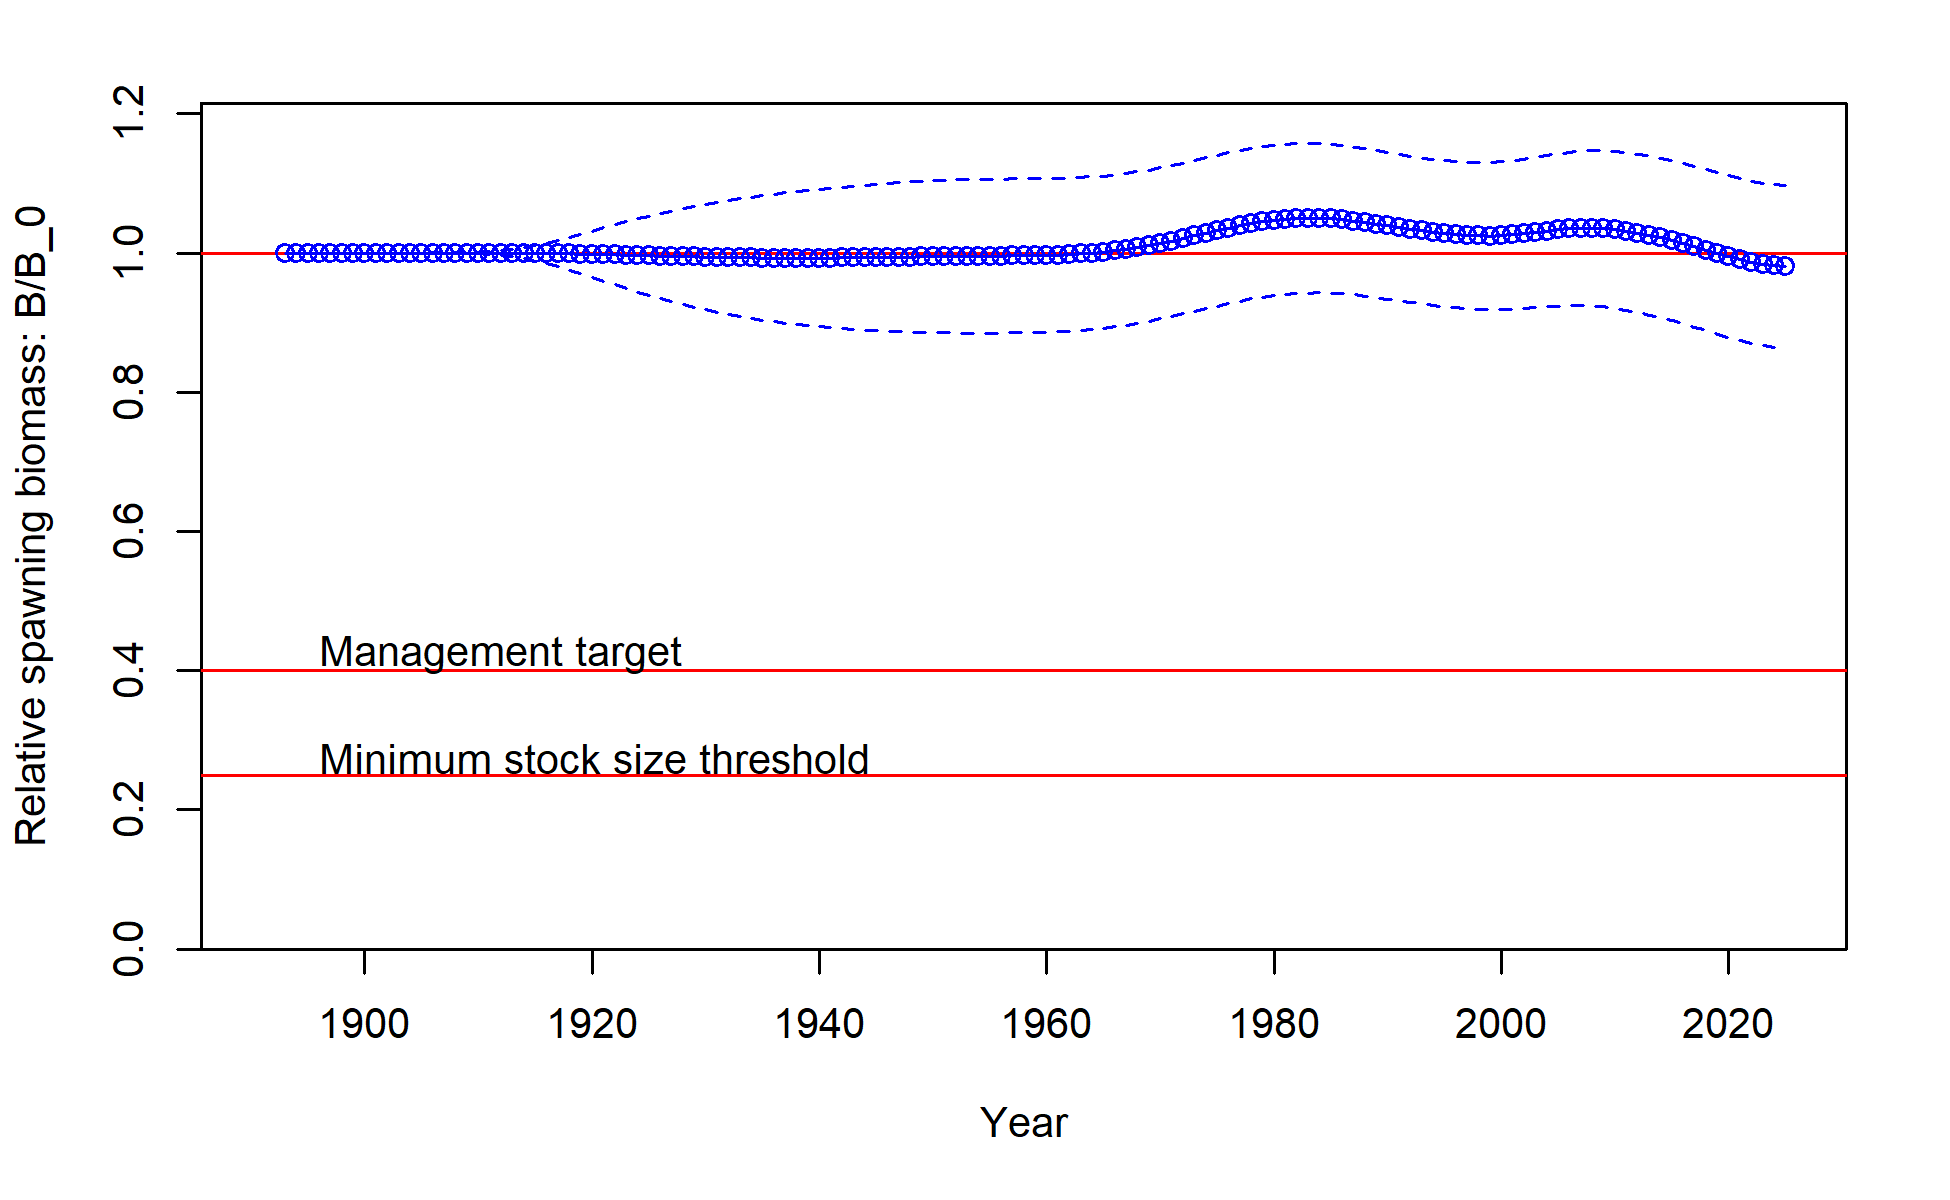 Relative spawning biomass: B/B_0
1.2
1.0
0.8
0.6
0.4
0.2
0.0
Management target
Minimum stock size threshold
1900 1920 1940 1960 1980 2000 2020
Year